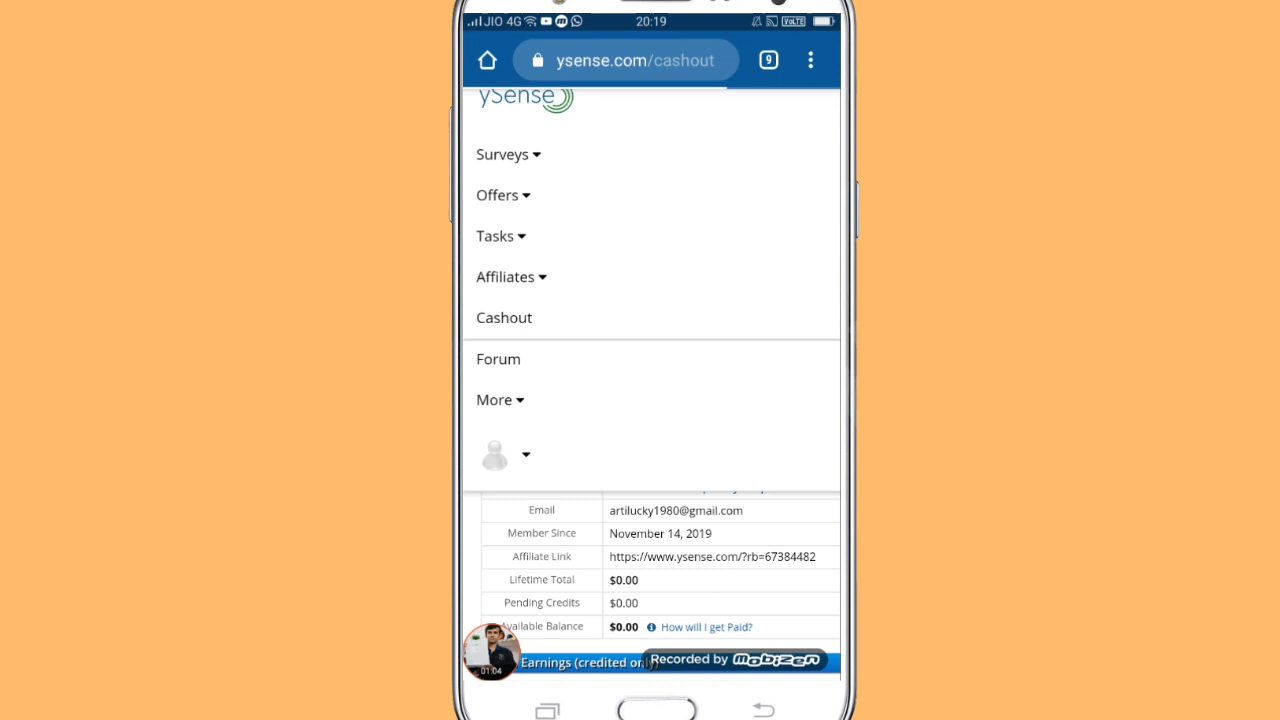 JIO 4G 20:19 VoLTE
ysense.com/cashout 9
ySense
Surveys
Offers
Tasks
Affiliates
Cashout
Forum
More
Email artilucky1980@gmail.com
Member Since November 14, 2019
Affiliate Link https://www.ysense.com/?rb=67384482
Lifetime Total $0.00
Pending Credits $0.00
Available Balance $0.00 How will I get Paid?
Earnings (credited only)
Recorded by Mobizen
01:04